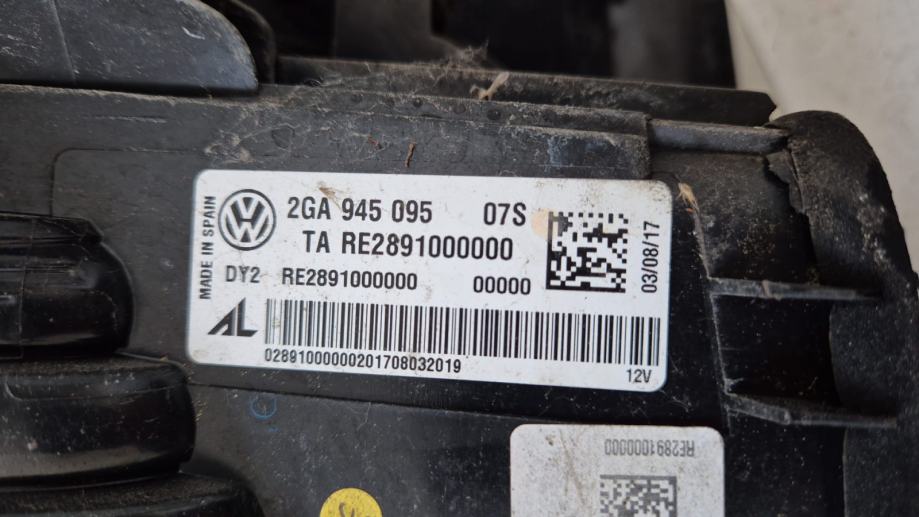 MADE IN SPAIN
2GA 945 095 07S
TA RE2891000000
DY2 RE2891000000 00000
03/08/17
AL
02891000000201708032019
12V
RE2891000000